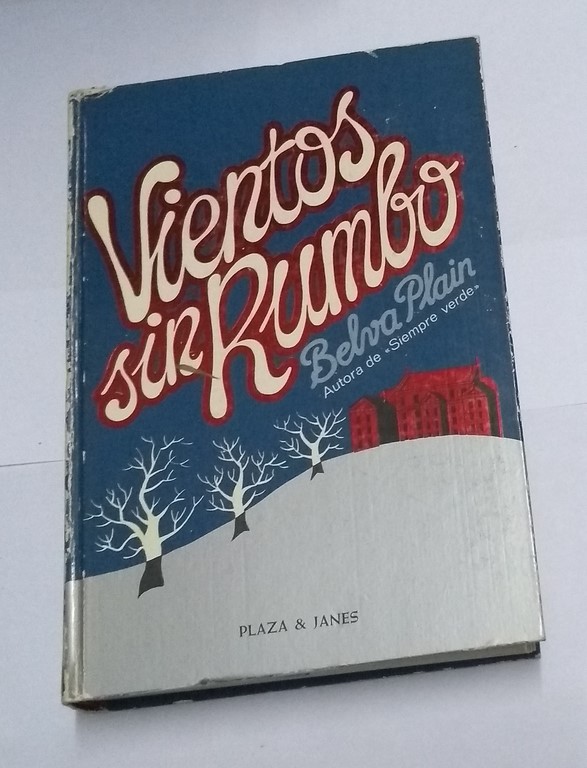 Vientos
sin Rumbo
Belva Plain
Autora de «Siempre verde»
PLAZA & JANES